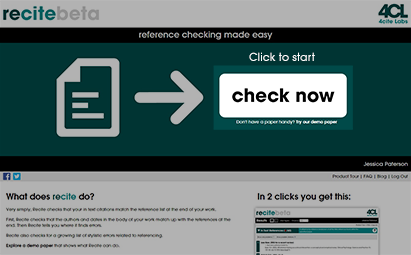 recitebeta
4CL
4cite Labs
reference checking made easy
Click to start
check now
Don't have a paper handy? Try our demo paper
Jessica Paterson
Product Tour | FAQ | Blog | Log Out
What does recite do?
In 2 clicks you get this:
Very simply, Recite checks that your in text citations match the reference list at the end of your work.
recitebeta
4CL
Recite checks that the authors and dates in the body of your work match up with the references at the
end. Then Recite tells you where it finds errors.
Recite also checks for a growing list of stylistic errors related to referencing.
Explore a demo paper that shows what Recite can do.